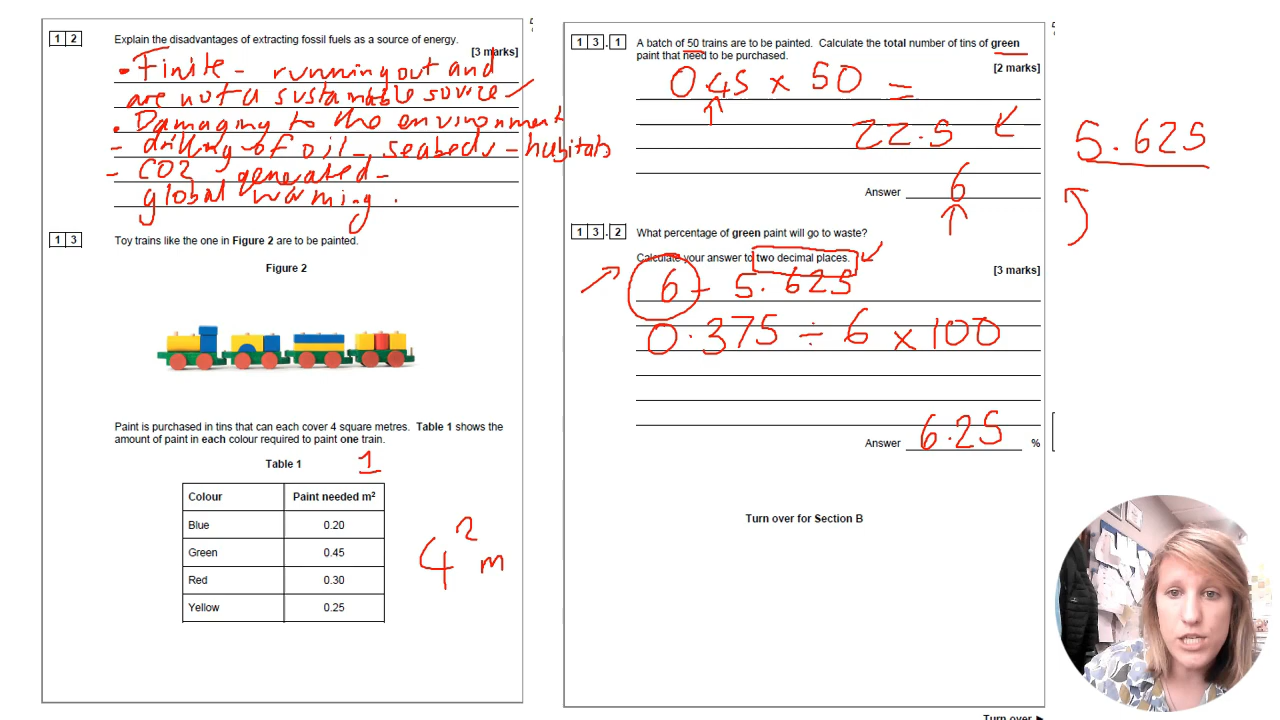 1 2
Explain the disadvantages of extracting fossil fuels as a source of energy.
[3 marks]
• Finite - running out and
are not a sustainable source
• Damaging to the environment
- drilling of oil - seabeds - habitats
- CO2 generated -
global warming.
1 3
Toy trains like the one in Figure 2 are to be painted.
Figure 2
Paint is purchased in tins that can each cover 4 square metres. Table 1 shows the
amount of paint in each colour required to paint one train.
Table 1
1
Colour Paint needed m²
Blue 0.20
Green 0.45
Red 0.30
Yellow 0.25
4² m
1 3 . 1
A batch of 50 trains are to be painted. Calculate the total number of tins of green
paint that need to be purchased.
[2 marks]
0.45 × 50 =
22.5
5.625
Answer 6
1 3 . 2
What percentage of green paint will go to waste?
Calculate your answer to two decimal places.
[3 marks]
6 - 5.625
0.375 ÷ 6 × 100
Answer 6.25 %
Turn over for Section B
Turn over ►